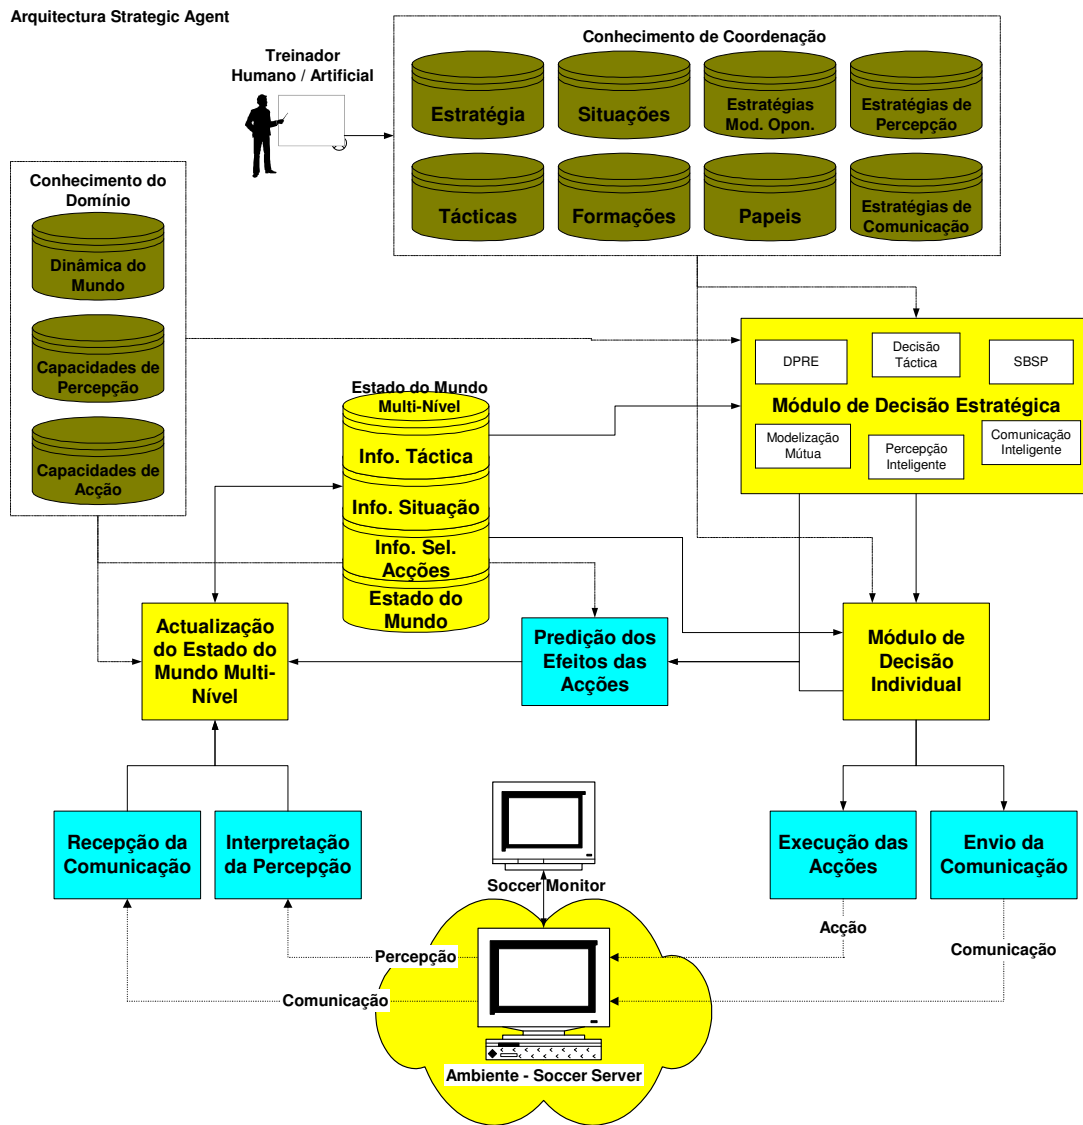 Arquitectura Strategic Agent
Treinador
Humano / Artificial
Conhecimento de Coordenação
Estratégia
Situações
Estratégias
Mod. Opon.
Estratégias de
Percepção
Tácticas
Formações
Papeis
Estratégias de
Comunicação
Conhecimento do
Domínio
Dinâmica do
Mundo
Capacidades de
Percepção
Capacidades de
Acção
Estado do Mundo
Multi-Nível
Info. Táctica
Info. Situação
Info. Sel.
Acções
Estado do
Mundo
DPRE
Decisão
Táctica
SBSP
Módulo de Decisão Estratégica
Modelização
Mútua
Percepção
Inteligente
Comunicação
Inteligente
Actualização
do Estado do
Mundo Multi-
Nível
Predição dos
Efeitos das
Acções
Módulo de
Decisão
Individual
Recepção da
Comunicação
Interpretação
da Percepção
Execução das
Acções
Envio da
Comunicação
Soccer Monitor
Acção
Comunicação
Percepção
Comunicação
Ambiente - Soccer Server